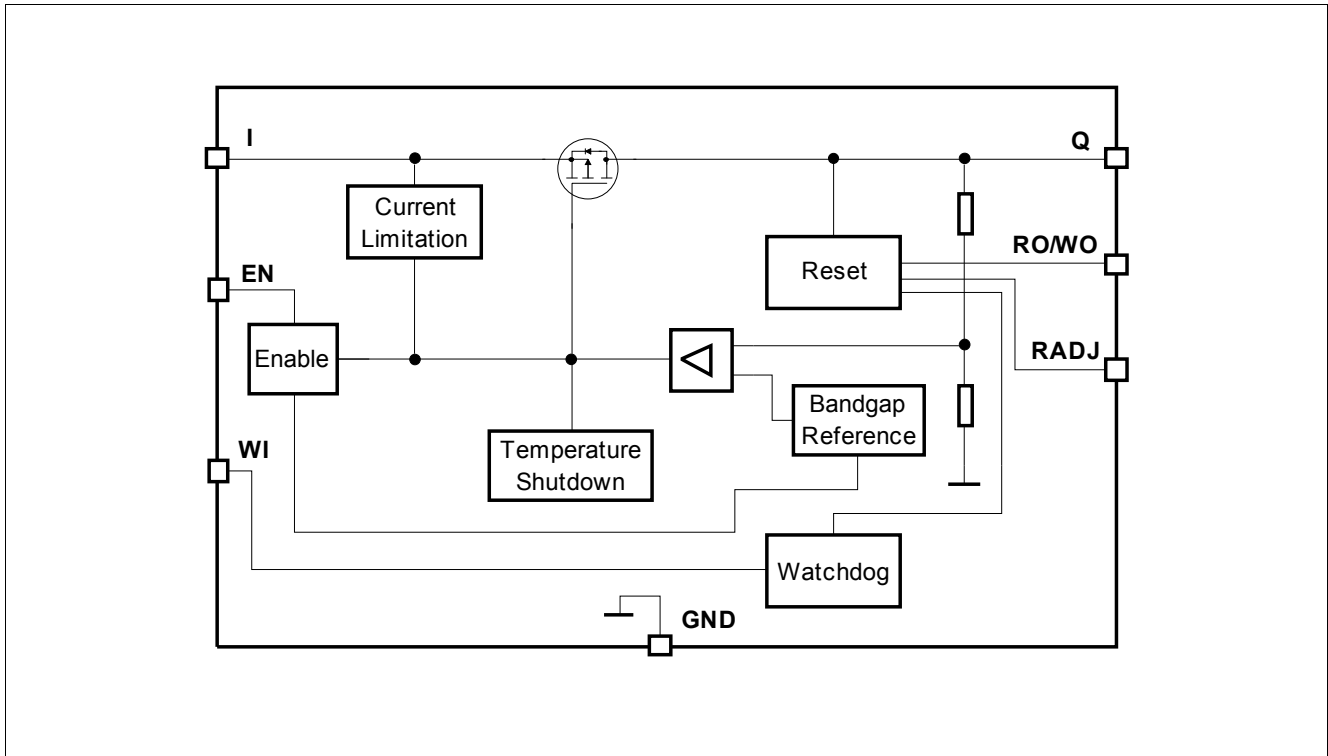 I
Q
Current
Limitation
EN
Reset
RO/WO
Enable
RADJ
Bandgap
Reference
WI
Temperature
Shutdown
Watchdog
GND